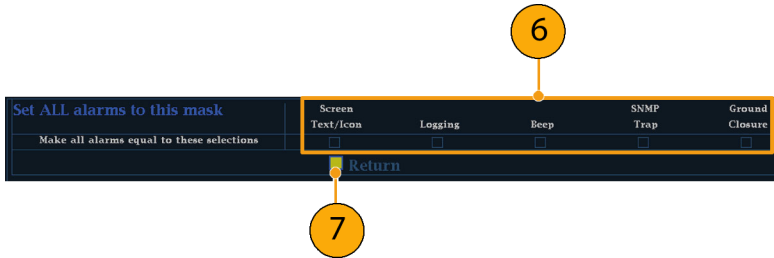 6
Set ALL alarms to this mask
Screen SNMP Ground
Text/Icon Logging Beep Trap Closure
Make all alarms equal to these selections
Return
7